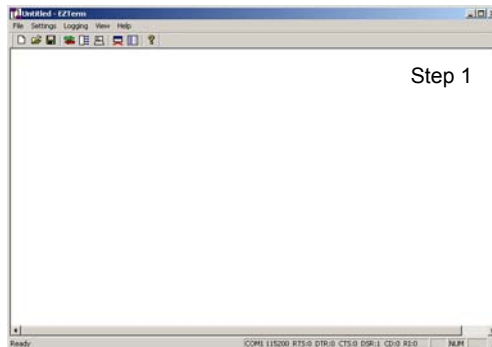 Untitled - EZTerm
File Settings Logging View Help
Step 1
Ready COM1 115200 RTS:0 DTR:0 CTS:0 DSR:1 CD:0 RI:0 NUM